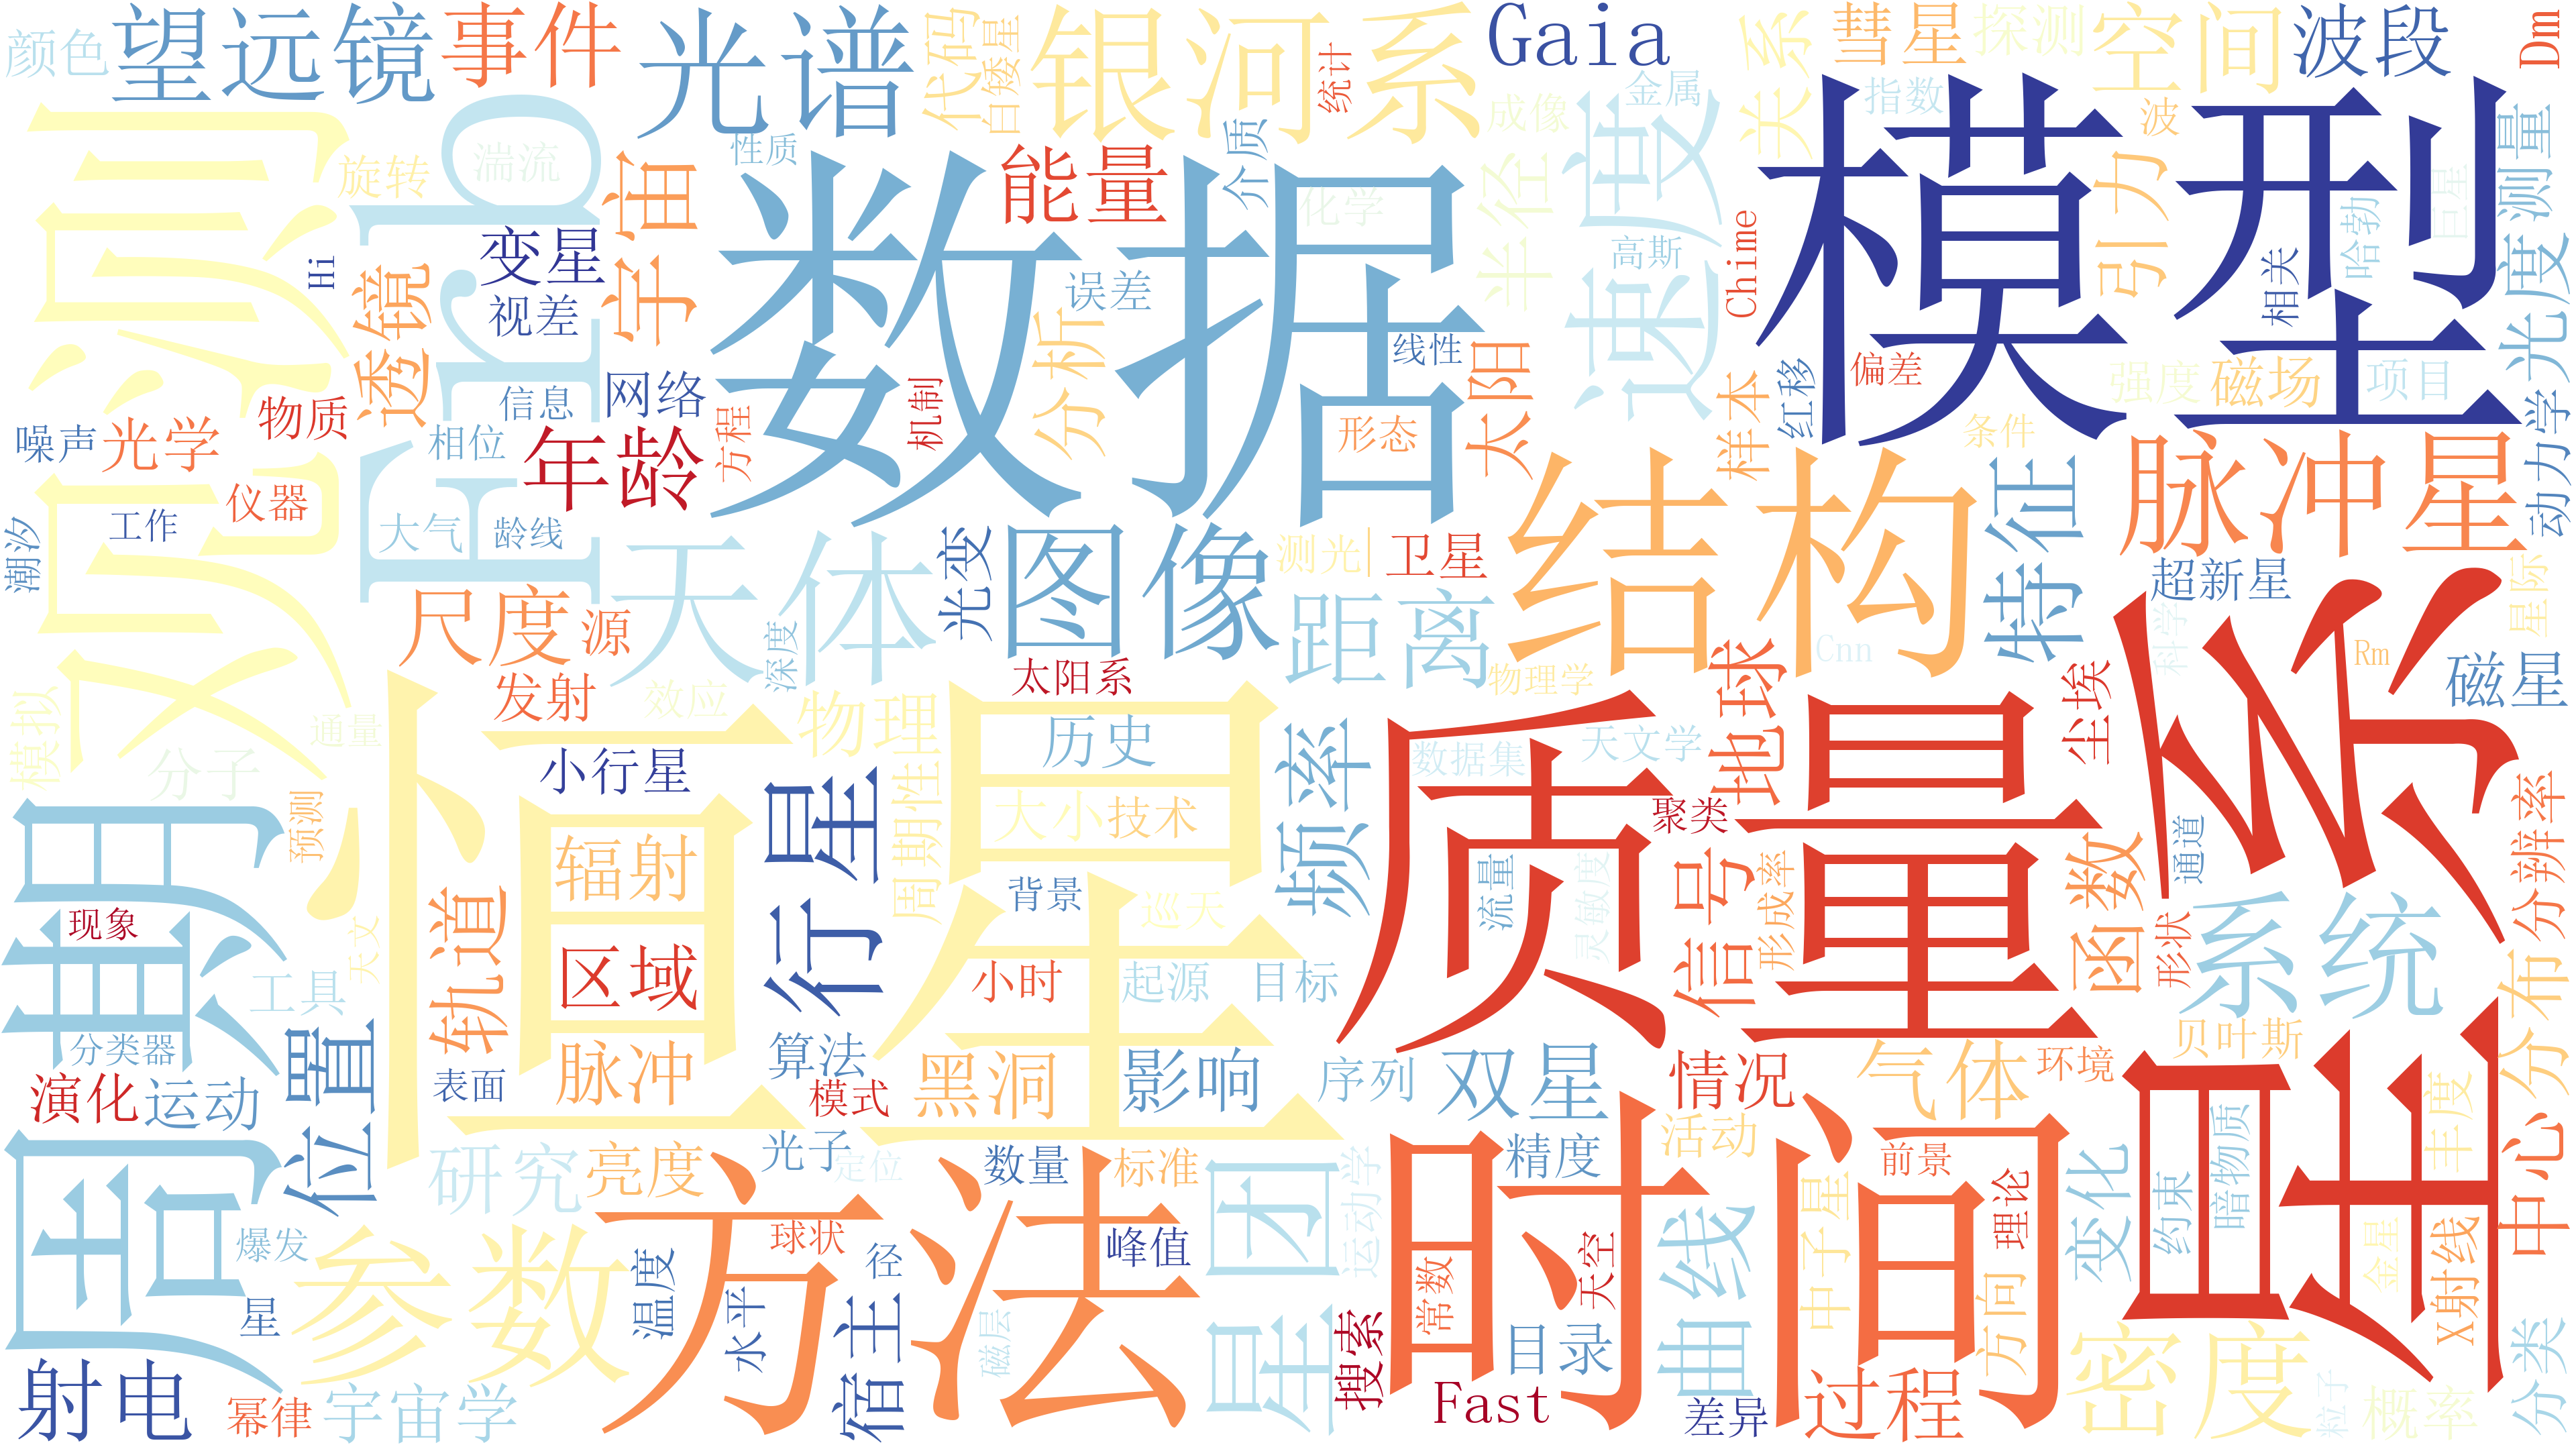 颜色
望远镜
事件
光谱
代码
白矮星
银河系
统计
Gaia
关系
彗星
探测
空间
波段
Dm
观测
Frb
湍流
旋转
透镜
变星
视差
Hi
宇宙
性质
能量
介质
化学
成像
半径
速度
金属
指数
波
引力
光度测量
哈勃
巨星
相关
数据
误差
高斯
Chime
模型
噪声
光学
物质
信息
网络
相位
年龄
方程
机制
分析
形态
线性
太阳
样本
红移
偏差
强度
磁场
项目
条件
脉冲星
动力学
潮汐
工作
仪器
大气
龄线
尺度
源
天体
深度
光变
图像
测光
卫星
距离
结构
特征
超新星
星际
Cnn
科学
Rm
磁星
模拟
通量
发射
效应
太阳系
物理
历史
物理学
天文学
数据集
地球
尘埃
星系
分子
预测
小行星
周期性
大小
技术
频率
质量
聚类
周期
现象
天文
工具
轨道
恒星
辐射
区域
行星
背景
巡天
流量
灵敏度
信号
形成率
函数
形状
通道
分辨率
分类器
位置
小时
起源
目标
系统
分布
演化
运动
表面
脉冲
算法
模式
黑洞
影响
序列
双星
情况
气体
环境
贝叶斯
研究
亮度
光子
定位
数量
标准
星团
运动学
精度
活动
前景
变化
约束
暗物质
丰度
中心
爆发
星
参数
方法
温度
水平
球状
径
峰值
天空
常数
时间
中子星
理论
质量主
金星
X射线
射电
幂律
宇宙学
宿主
磁层
搜索
Fast
目录
曲线
差异
方向
过程
密度
概率
粒子
分类